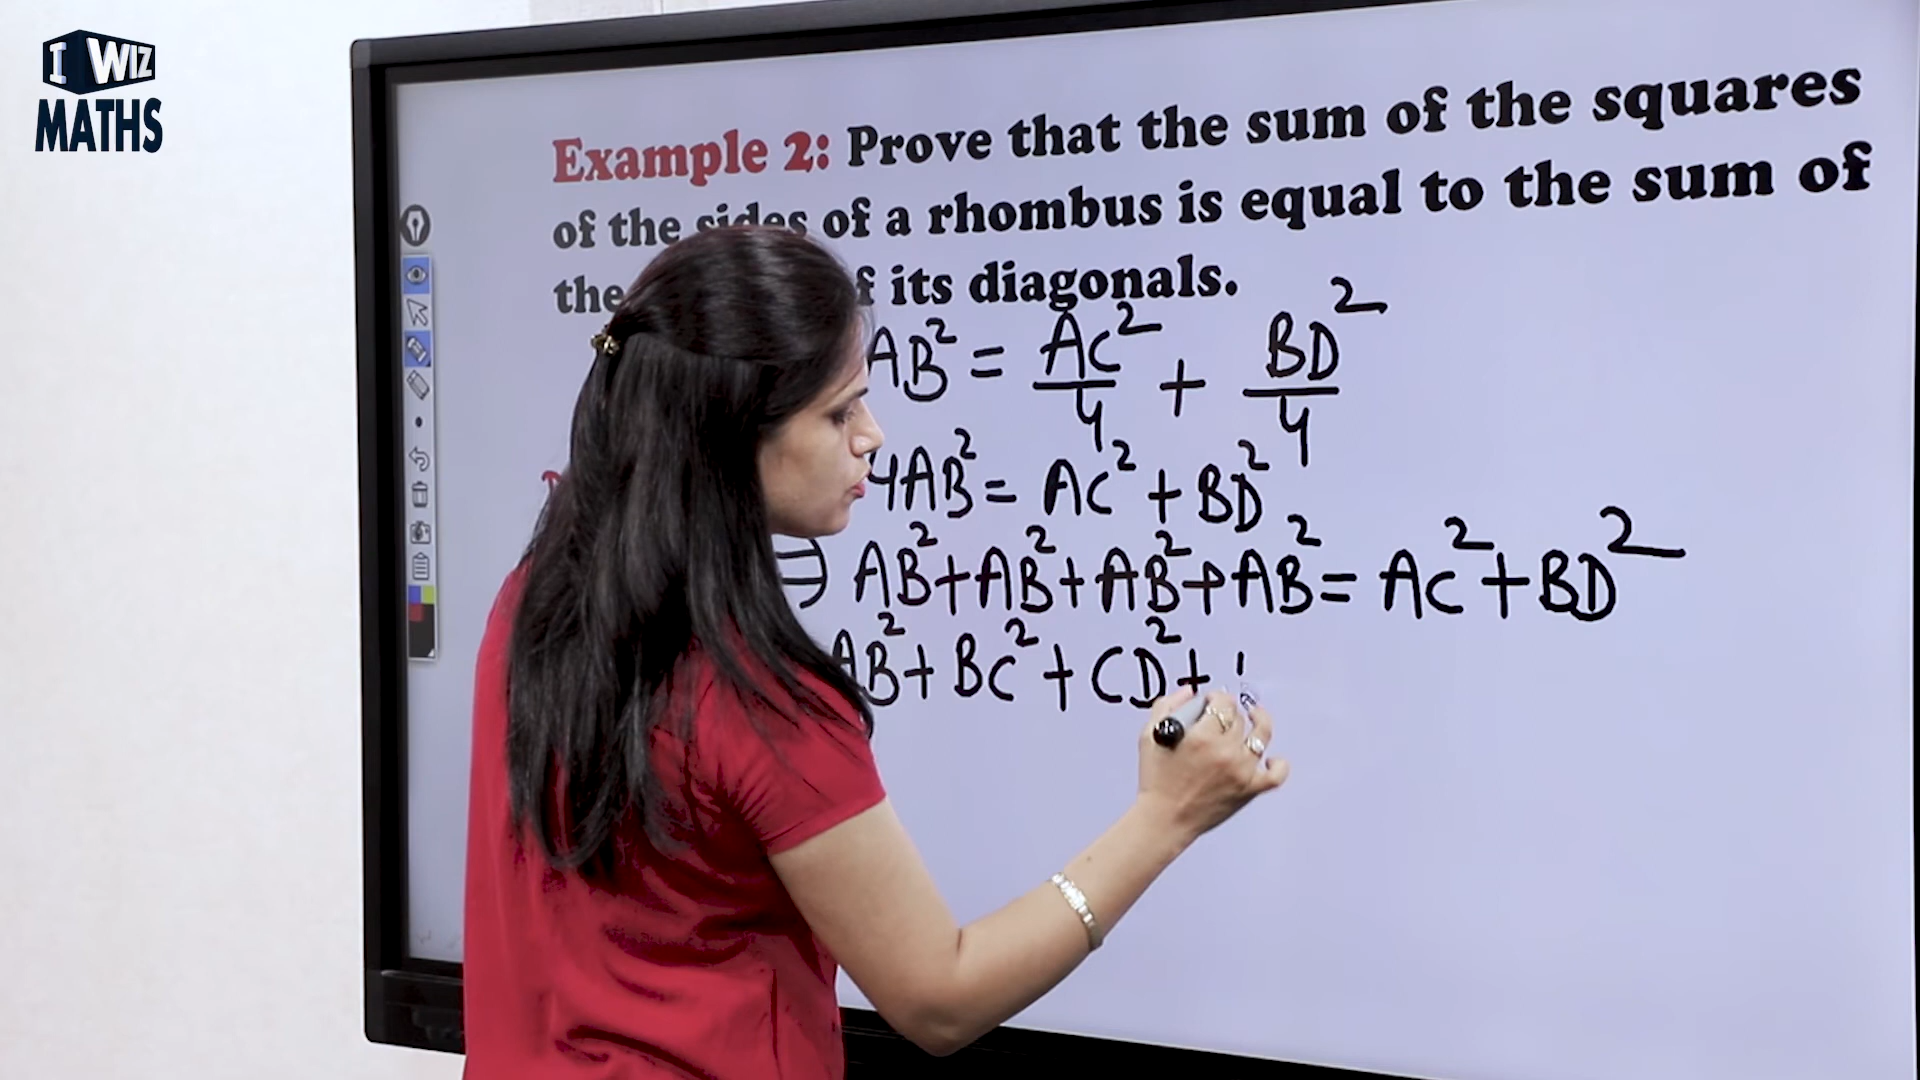 I WIZ
MATHS
Example 2: Prove that the sum of the squares
of the sides of a rhombus is equal to the sum of
the its diagonals.
AB² = AC²/4 + BD²/4
4AB² = AC² + BD²
⇒ AB² + AB² + AB² + AB² = AC² + BD²
AB² + BC² + CD² +